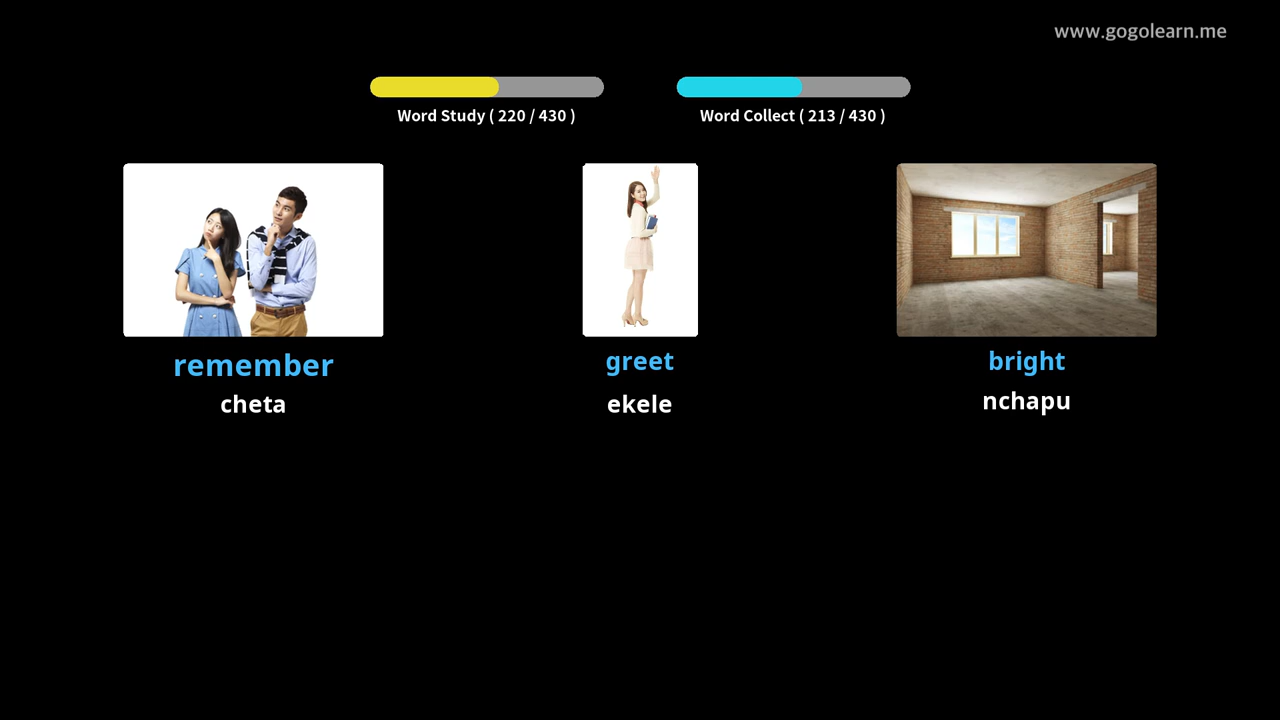 www.gogolearn.me
Word Study ( 220 / 430 )
Word Collect ( 213 / 430 )
remember
cheta
greet
ekele
bright
nchapu